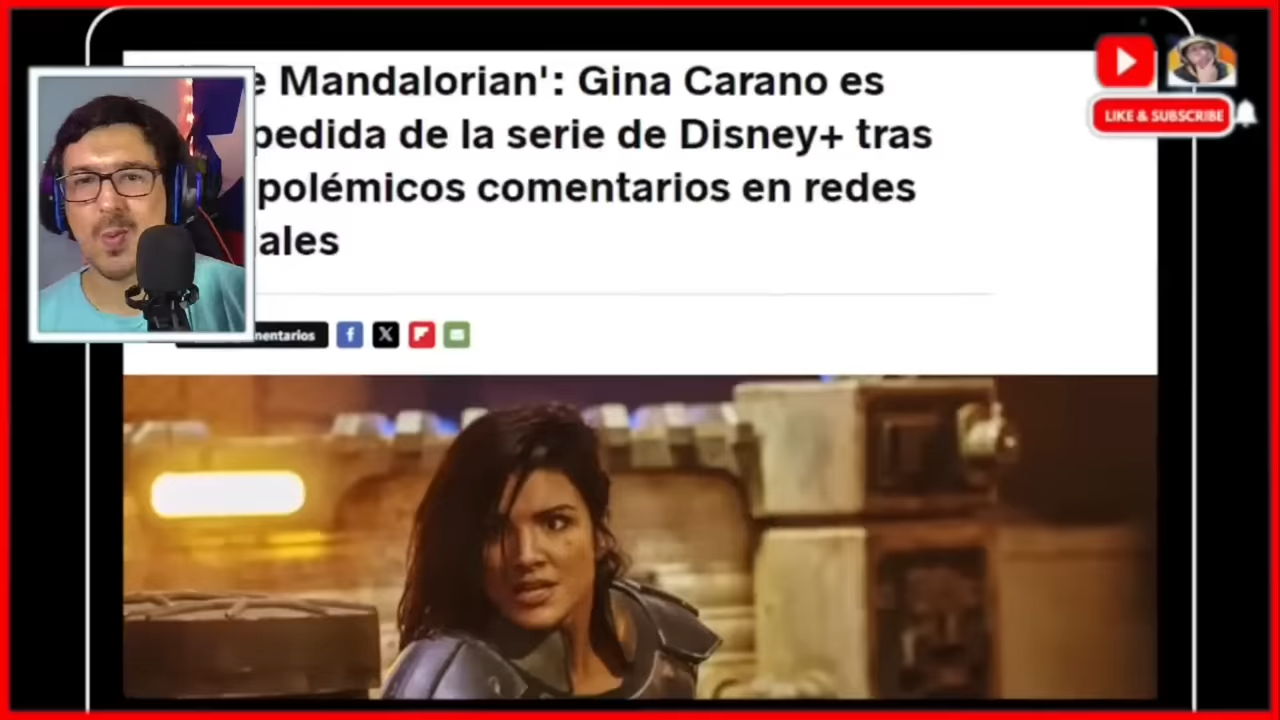 e Mandalorian': Gina Carano es
pedida de la serie de Disney+ tras
polémicos comentarios en redes
ales
mentarios
LIKE & SUBSCRIBE